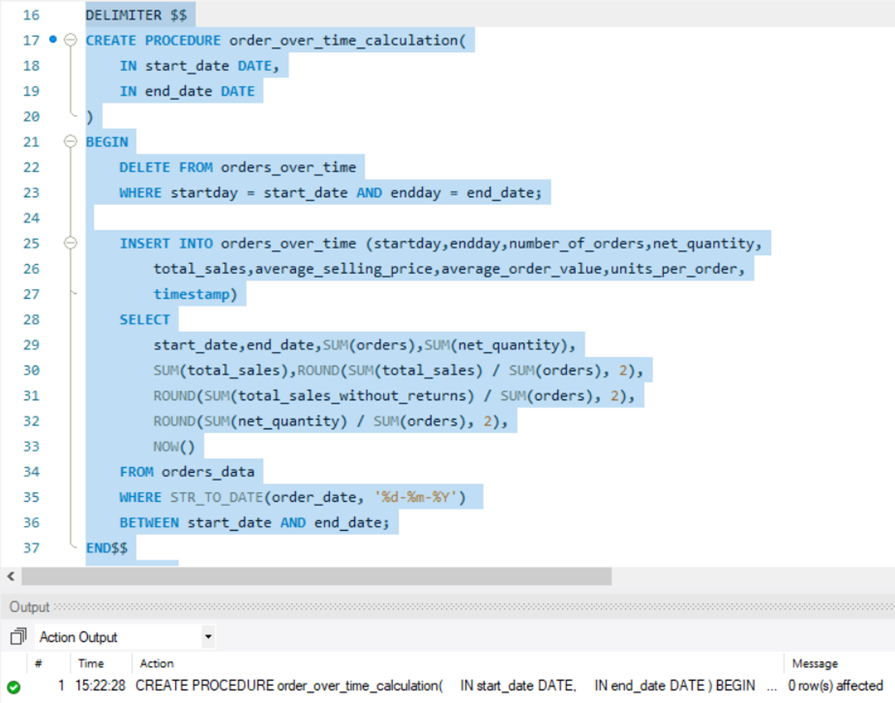 16 DELIMITER $$
17 CREATE PROCEDURE order_over_time_calculation(
18 IN start_date DATE,
19 IN end_date DATE
20 )
21 BEGIN
22 DELETE FROM orders_over_time
23 WHERE startday = start_date AND endday = end_date;
24
25 INSERT INTO orders_over_time (startday,endday,number_of_orders,net_quantity,
26 total_sales,average_selling_price,average_order_value,units_per_order,
27 timestamp)
28 SELECT
29 start_date,end_date,SUM(orders),SUM(net_quantity),
30 SUM(total_sales),ROUND(SUM(total_sales) / SUM(orders), 2),
31 ROUND(SUM(total_sales_without_returns) / SUM(orders), 2),
32 ROUND(SUM(net_quantity) / SUM(orders), 2),
33 NOW()
34 FROM orders_data
35 WHERE STR_TO_DATE(order_date, '%d-%m-%Y')
36 BETWEEN start_date AND end_date;
37 END$$
Output
Action Output
# Time Action Message
1 15:22:28 CREATE PROCEDURE order_over_time_calculation( IN start_date DATE, IN end_date DATE ) BEGIN ... 0 row(s) affected